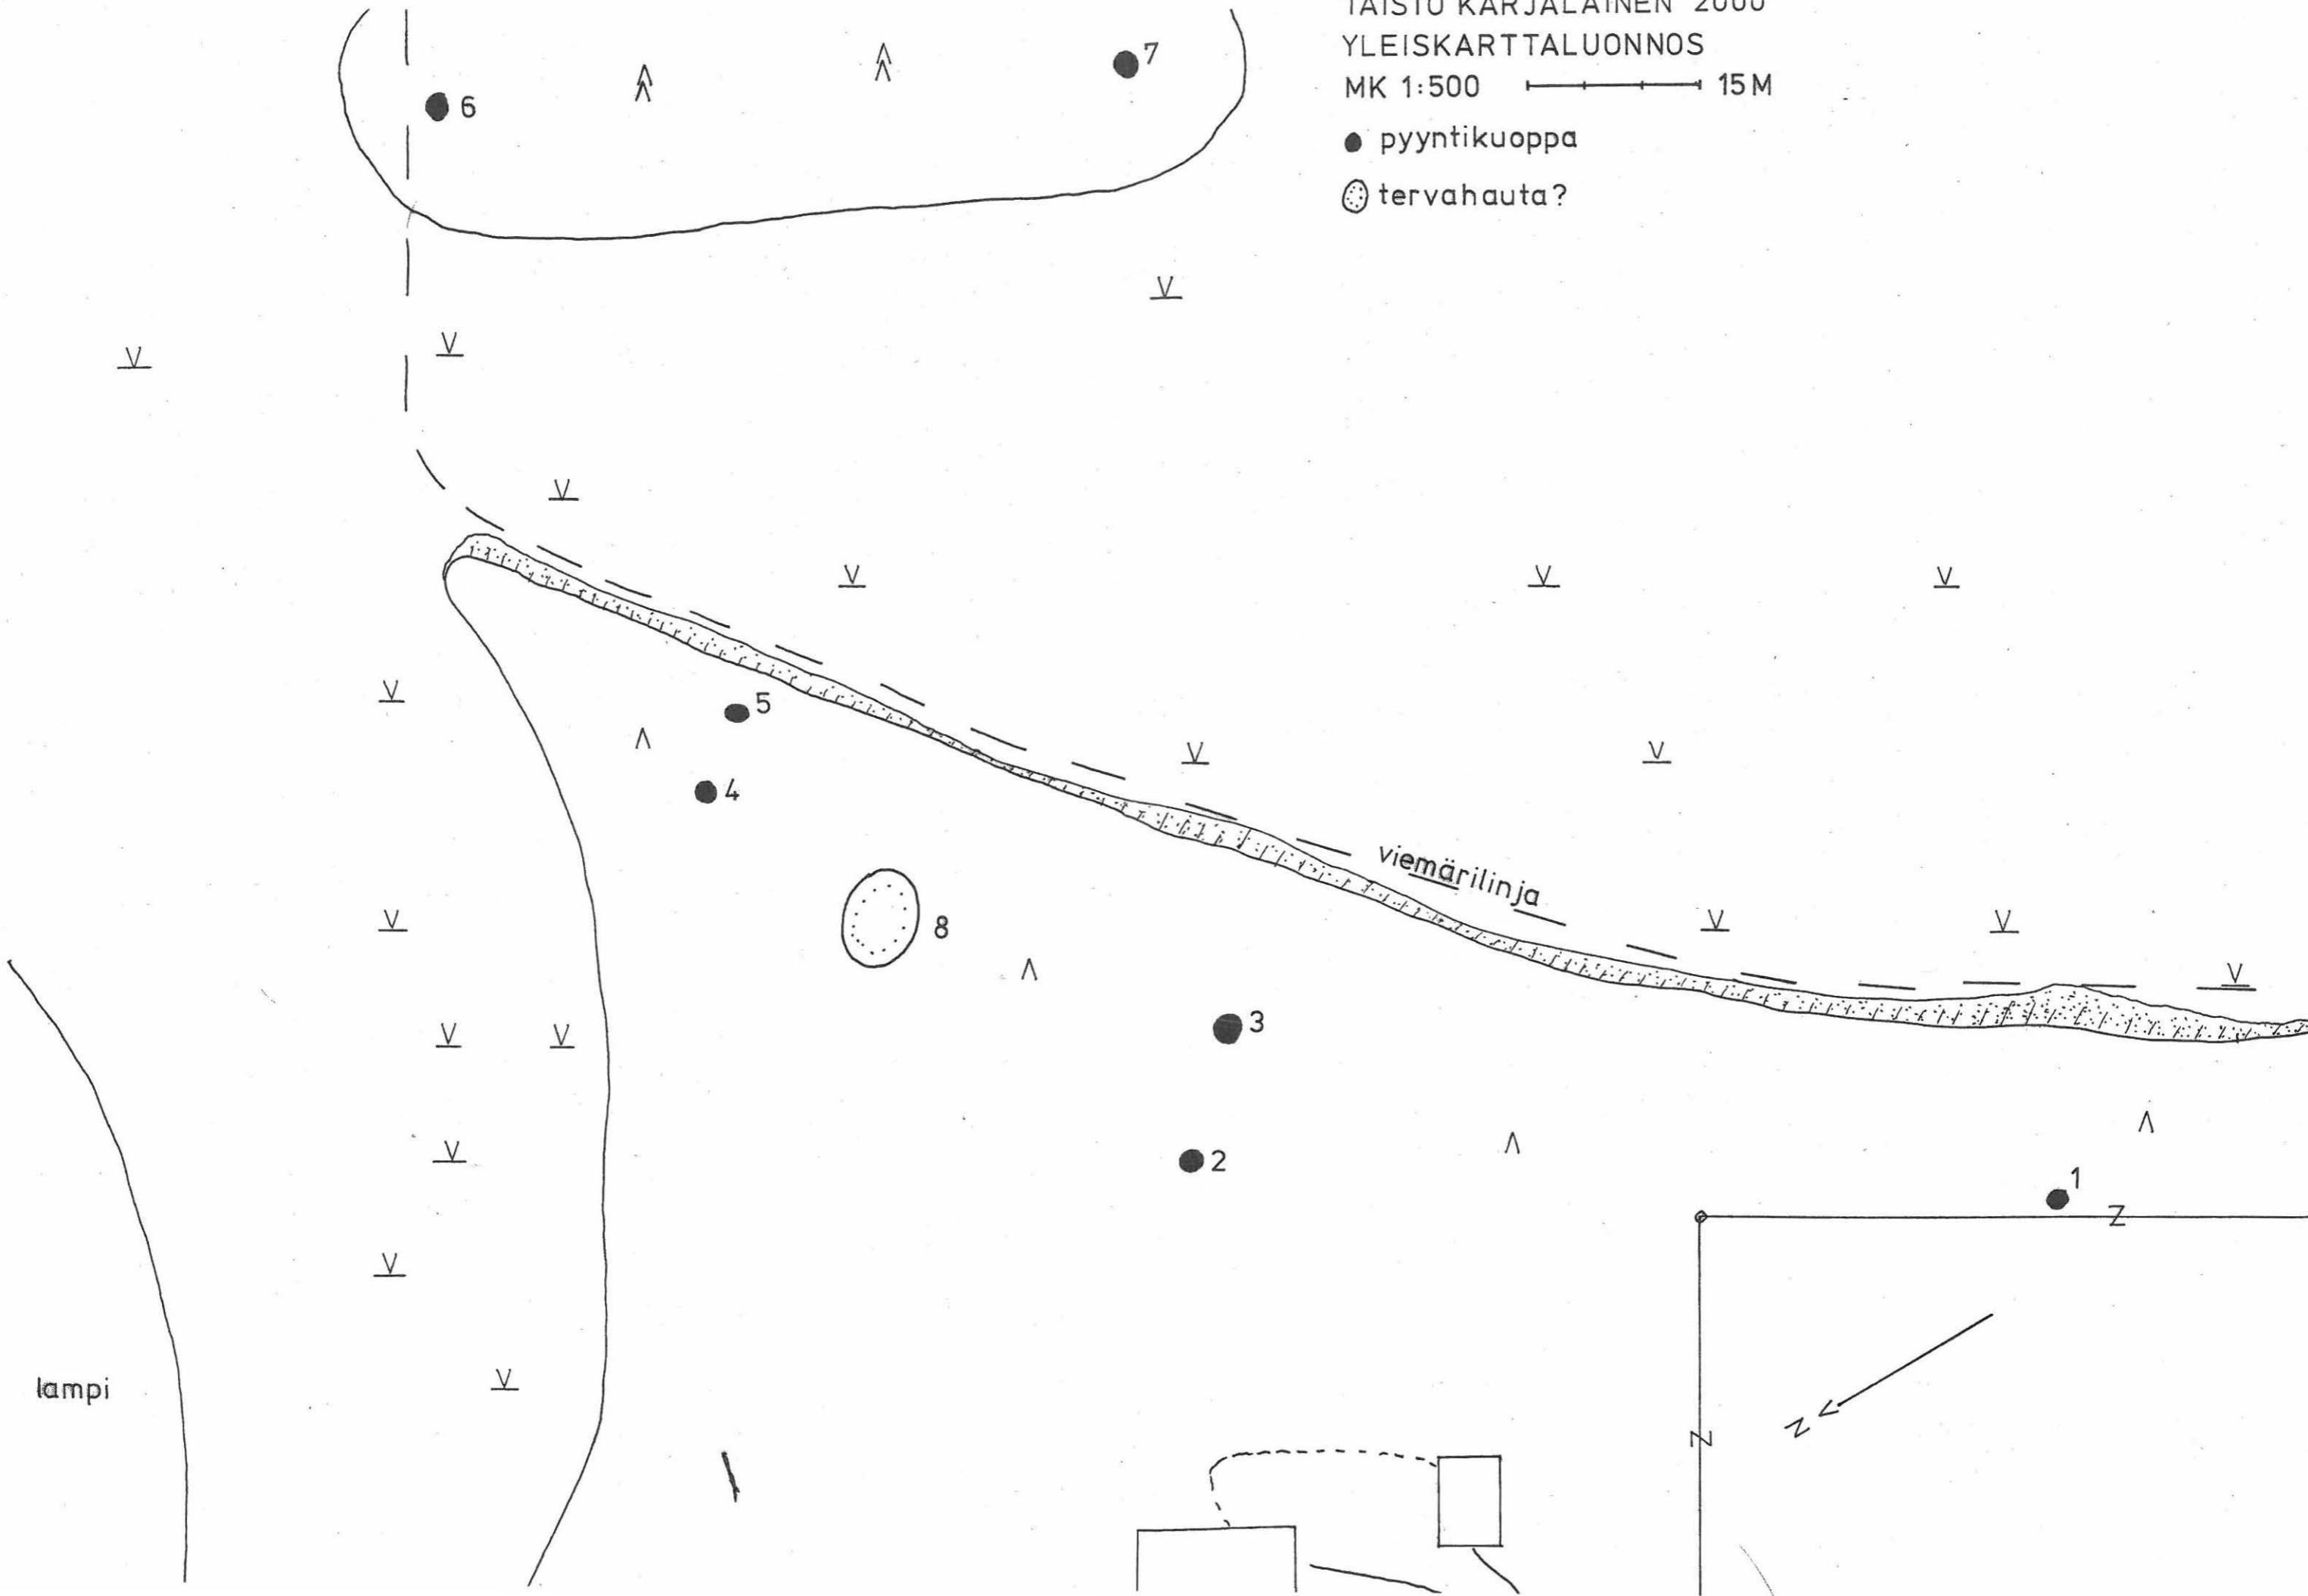 TAISTO KARJALAINEN 2000
YLEISKARTTALUONNOS
MK 1:500 15 M
pyyntikuoppa
tervahauta?
7
6
5
4
viemärilinja
8
3
2
1
Z
N
Z
lampi